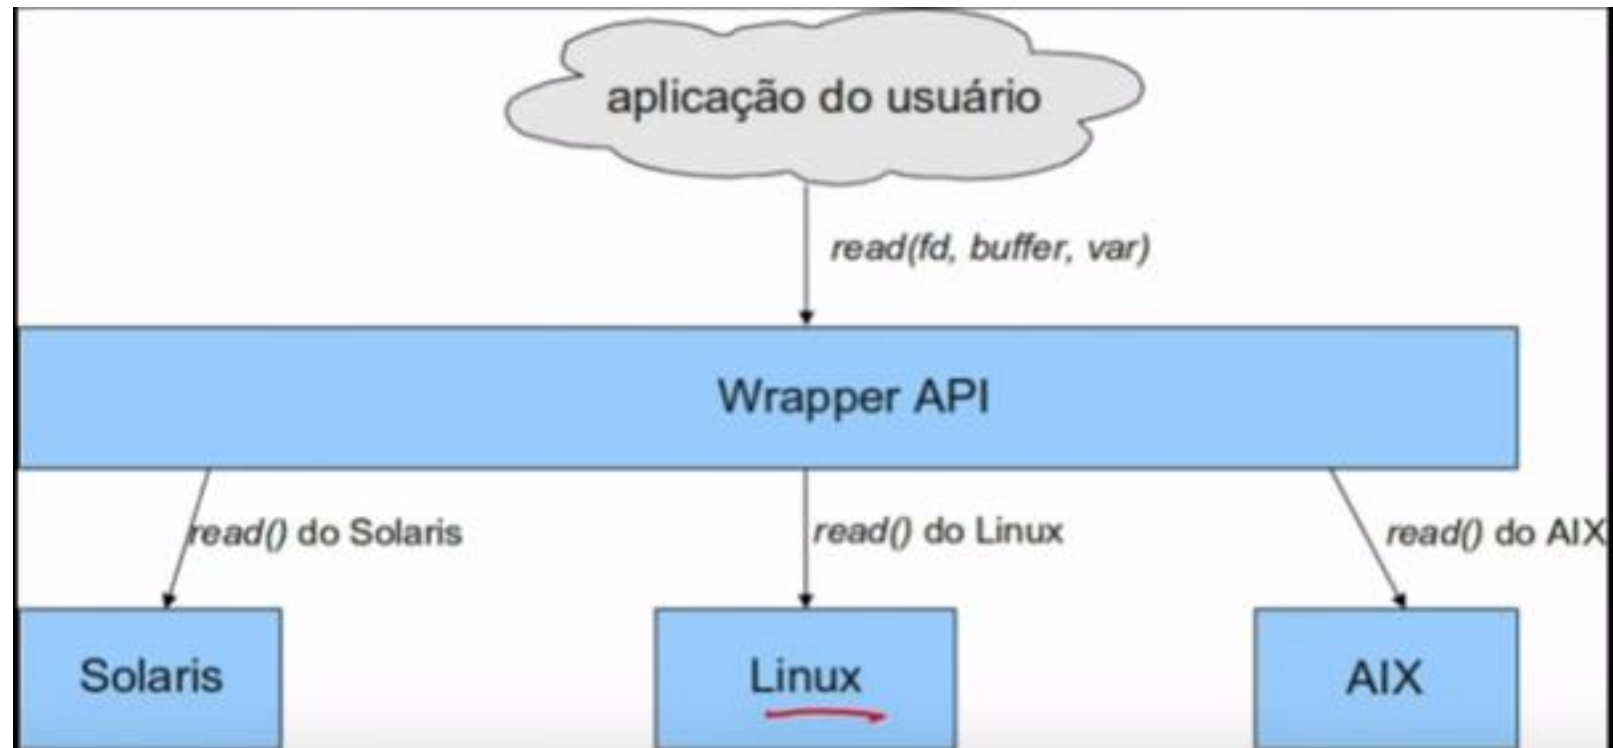 aplicação do usuário
read(fd, buffer, var)
Wrapper API
read() do Solaris
read() do Linux
read() do AIX
Solaris
Linux
AIX